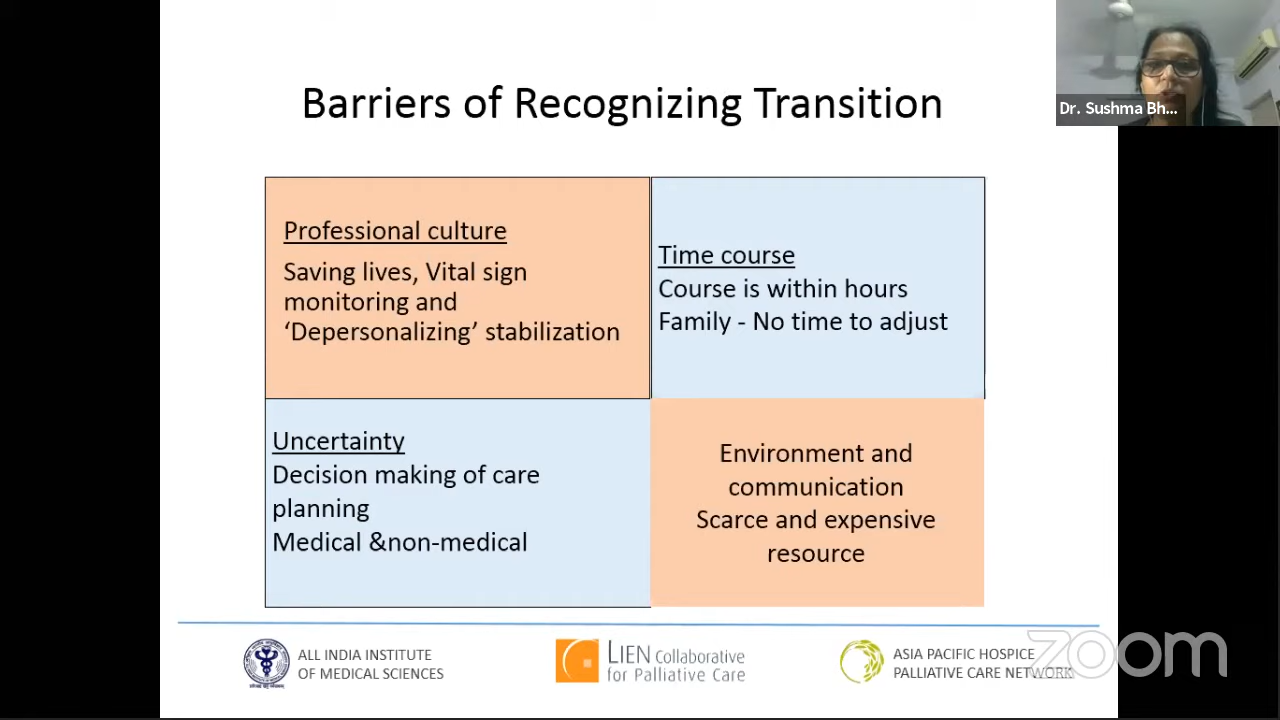 Barriers of Recognizing Transition
Dr. Sushma Bh...
Professional culture
Saving lives, Vital sign
monitoring and
‘Depersonalizing’ stabilization
Time course
Course is within hours
Family - No time to adjust
Uncertainty
Decision making of care
planning
Medical &non-medical
Environment and
communication
Scarce and expensive
resource
ALL INDIA INSTITUTE
OF MEDICAL SCIENCES
LIEN Collaborative
for Palliative Care
ASIA PACIFIC HOSPICE
PALLIATIVE CARE NETWORK
zoom